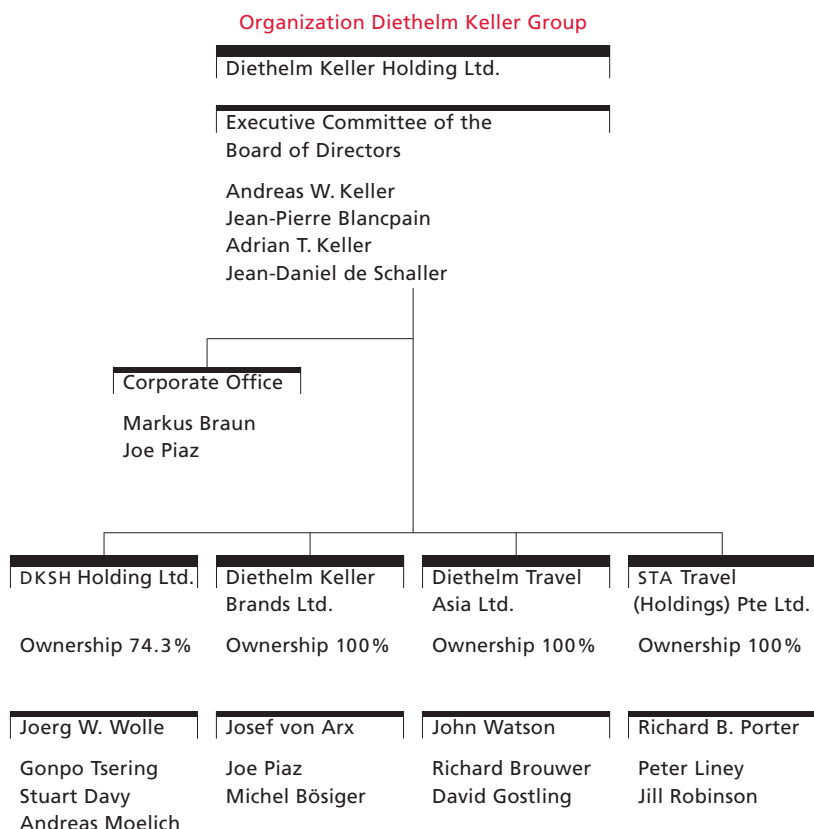 Organization Diethelm Keller Group
Diethelm Keller Holding Ltd.
Executive Committee of the
Board of Directors
Andreas W. Keller
Jean-Pierre Blancpain
Adrian T. Keller
Jean-Daniel de Schaller
Corporate Office
Markus Braun
Joe Piaz
DKSH Holding Ltd.
Ownership 74.3%
Diethelm Keller
Brands Ltd.
Ownership 100%
Diethelm Travel
Asia Ltd.
Ownership 100%
STA Travel
(Holdings) Pte Ltd.
Ownership 100%
Joerg W. Wolle
Gonpo Tsering
Stuart Davy
Andreas Moelich
Josef von Arx
Joe Piaz
Michel Bösiger
John Watson
Richard Brouwer
David Gostling
Richard B. Porter
Peter Liney
Jill Robinson